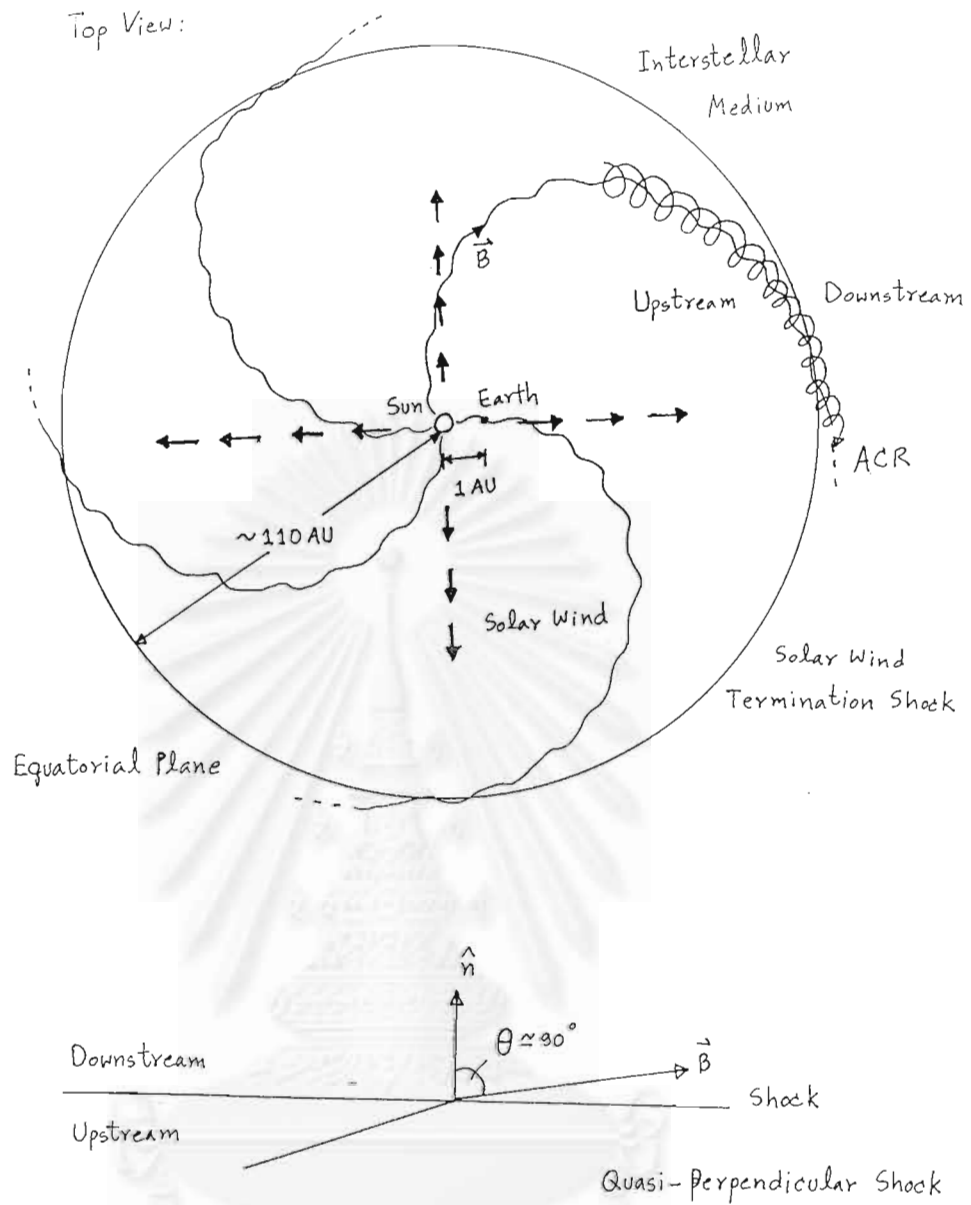 Top View:
Interstellar
Medium
B
Upstream
Downstream
Sun
Earth
ACR
1 AU
~110 AU
Solar Wind
Solar Wind
Termination Shock
Equatorial Plane
n̂
θ ≃ 90°
Downstream
B
Shock
Upstream
Quasi-Perpendicular Shock